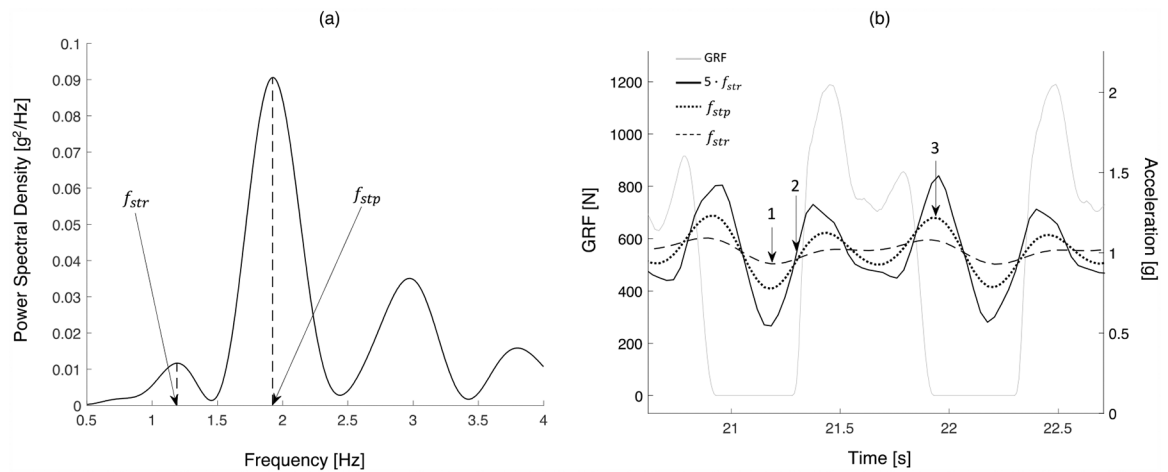 (a)
0.1
0.09
0.08
0.07
0.06
0.05
0.04
0.03
0.02
0.01
0
Power Spectral Density [g²/Hz]
f_str
f_stp
0.5 1 1.5 2 2.5 3 3.5 4
Frequency [Hz]
(b)
GRF
5 · f_str
f_stp
f_str
1200
1000
800
600
400
200
0
GRF [N]
1
2
3
2
1.5
1
0.5
0
Acceleration [g]
21 21.5 22 22.5
Time [s]